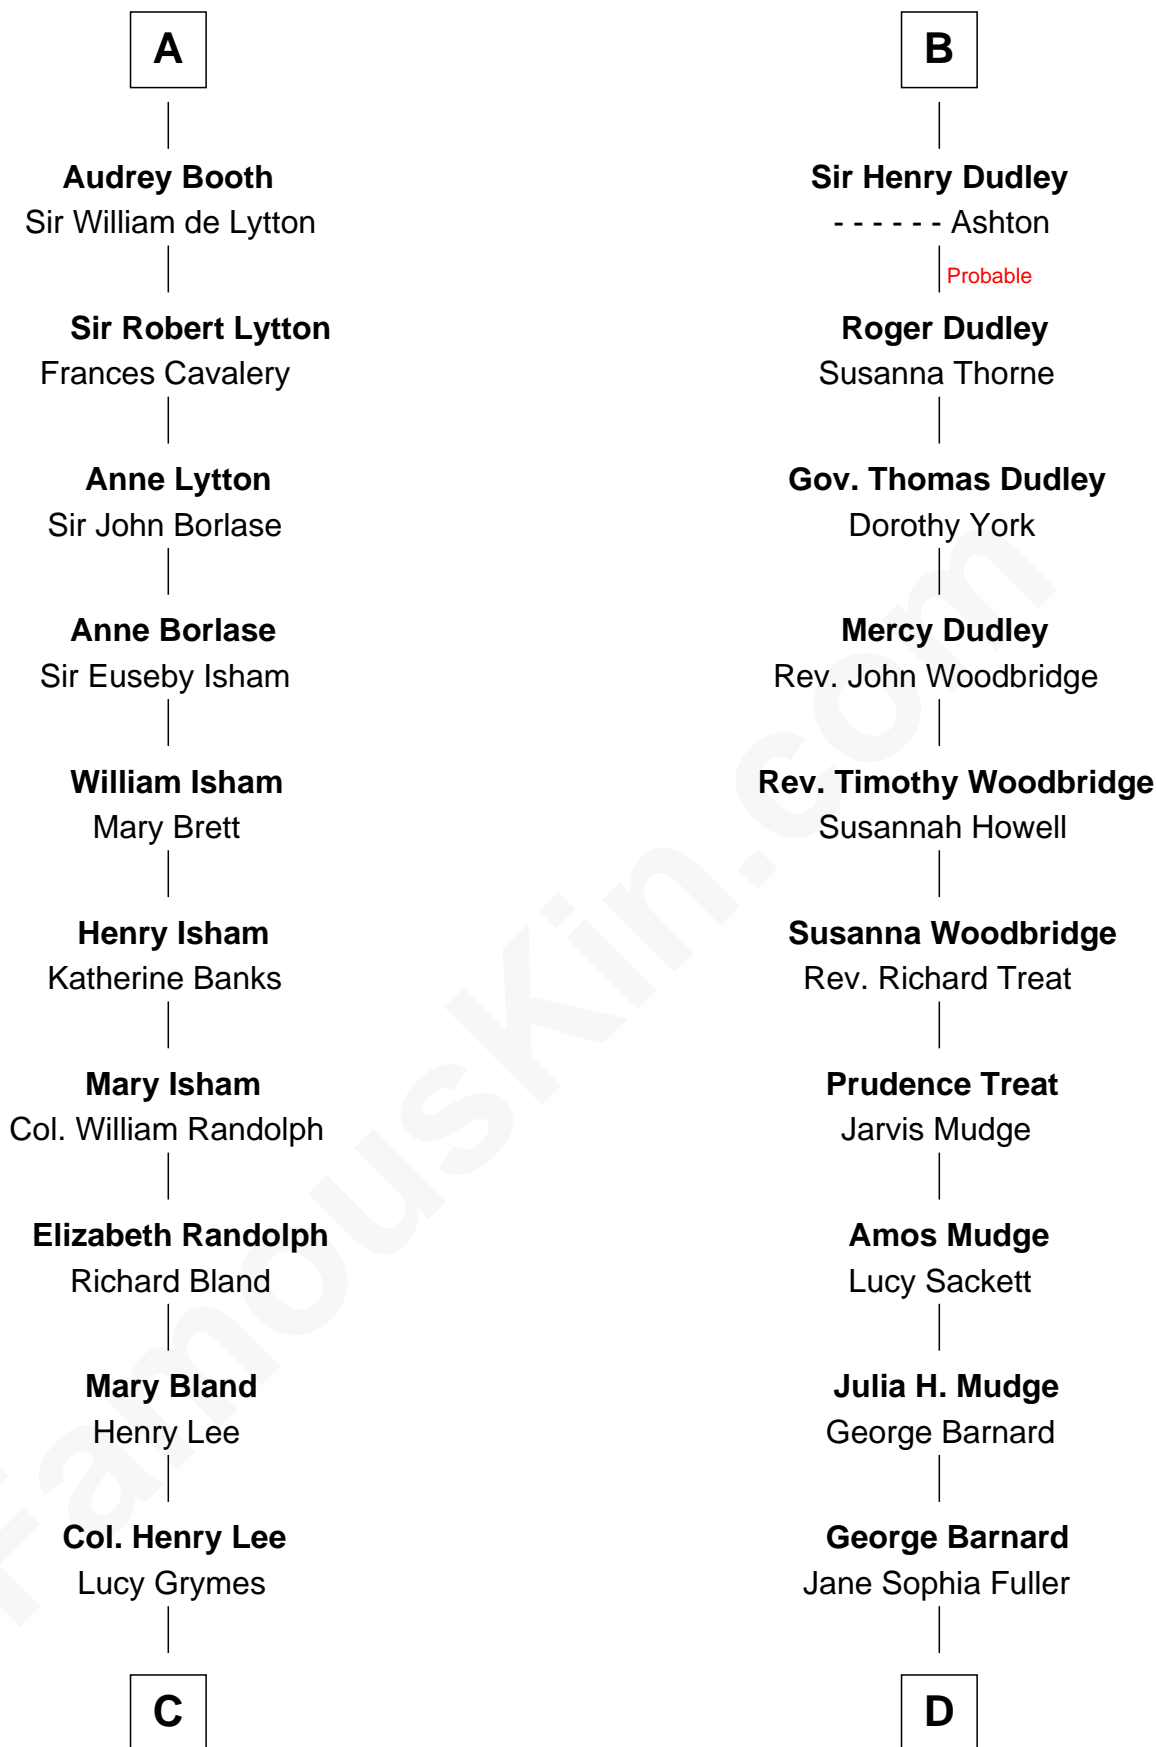 A
Audrey Booth
Sir William de Lytton
Sir Robert Lytton
Frances Cavalery
Anne Lytton
Sir John Borlase
Anne Borlase
Sir Euseby Isham
William Isham
Mary Brett
Henry Isham
Katherine Banks
Mary Isham
Col. William Randolph
Elizabeth Randolph
Richard Bland
Mary Bland
Henry Lee
Col. Henry Lee
Lucy Grymes
C
B
Sir Henry Dudley
- - - - - - Ashton
Probable
Roger Dudley
Susanna Thorne
Gov. Thomas Dudley
Dorothy York
Mercy Dudley
Rev. John Woodbridge
Rev. Timothy Woodbridge
Susannah Howell
Susanna Woodbridge
Rev. Richard Treat
Prudence Treat
Jarvis Mudge
Amos Mudge
Lucy Sackett
Julia H. Mudge
George Barnard
George Barnard
Jane Sophia Fuller
D
FamousKin.com